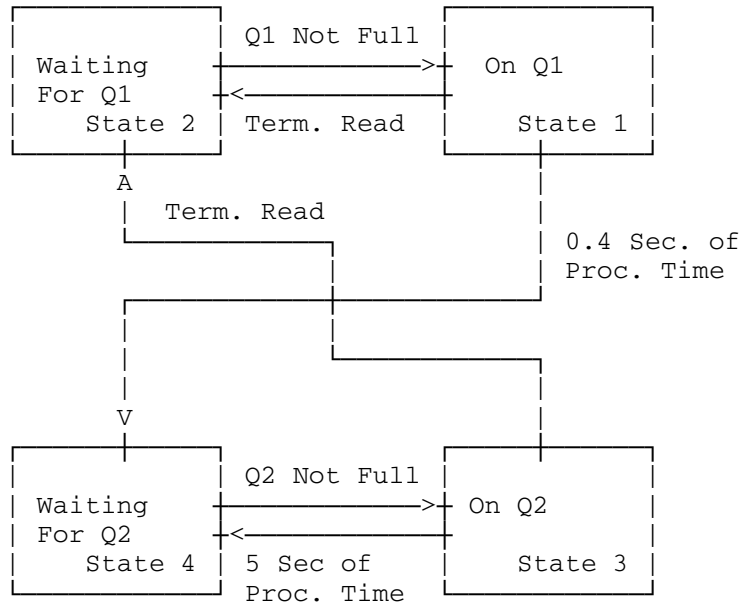 Q1 Not Full
Waiting On Q1
For Q1
State 2 Term. Read State 1
A
Term. Read
0.4 Sec. of
Proc. Time
V
Q2 Not Full
Waiting On Q2
For Q2
State 4 5 Sec of State 3
Proc. Time